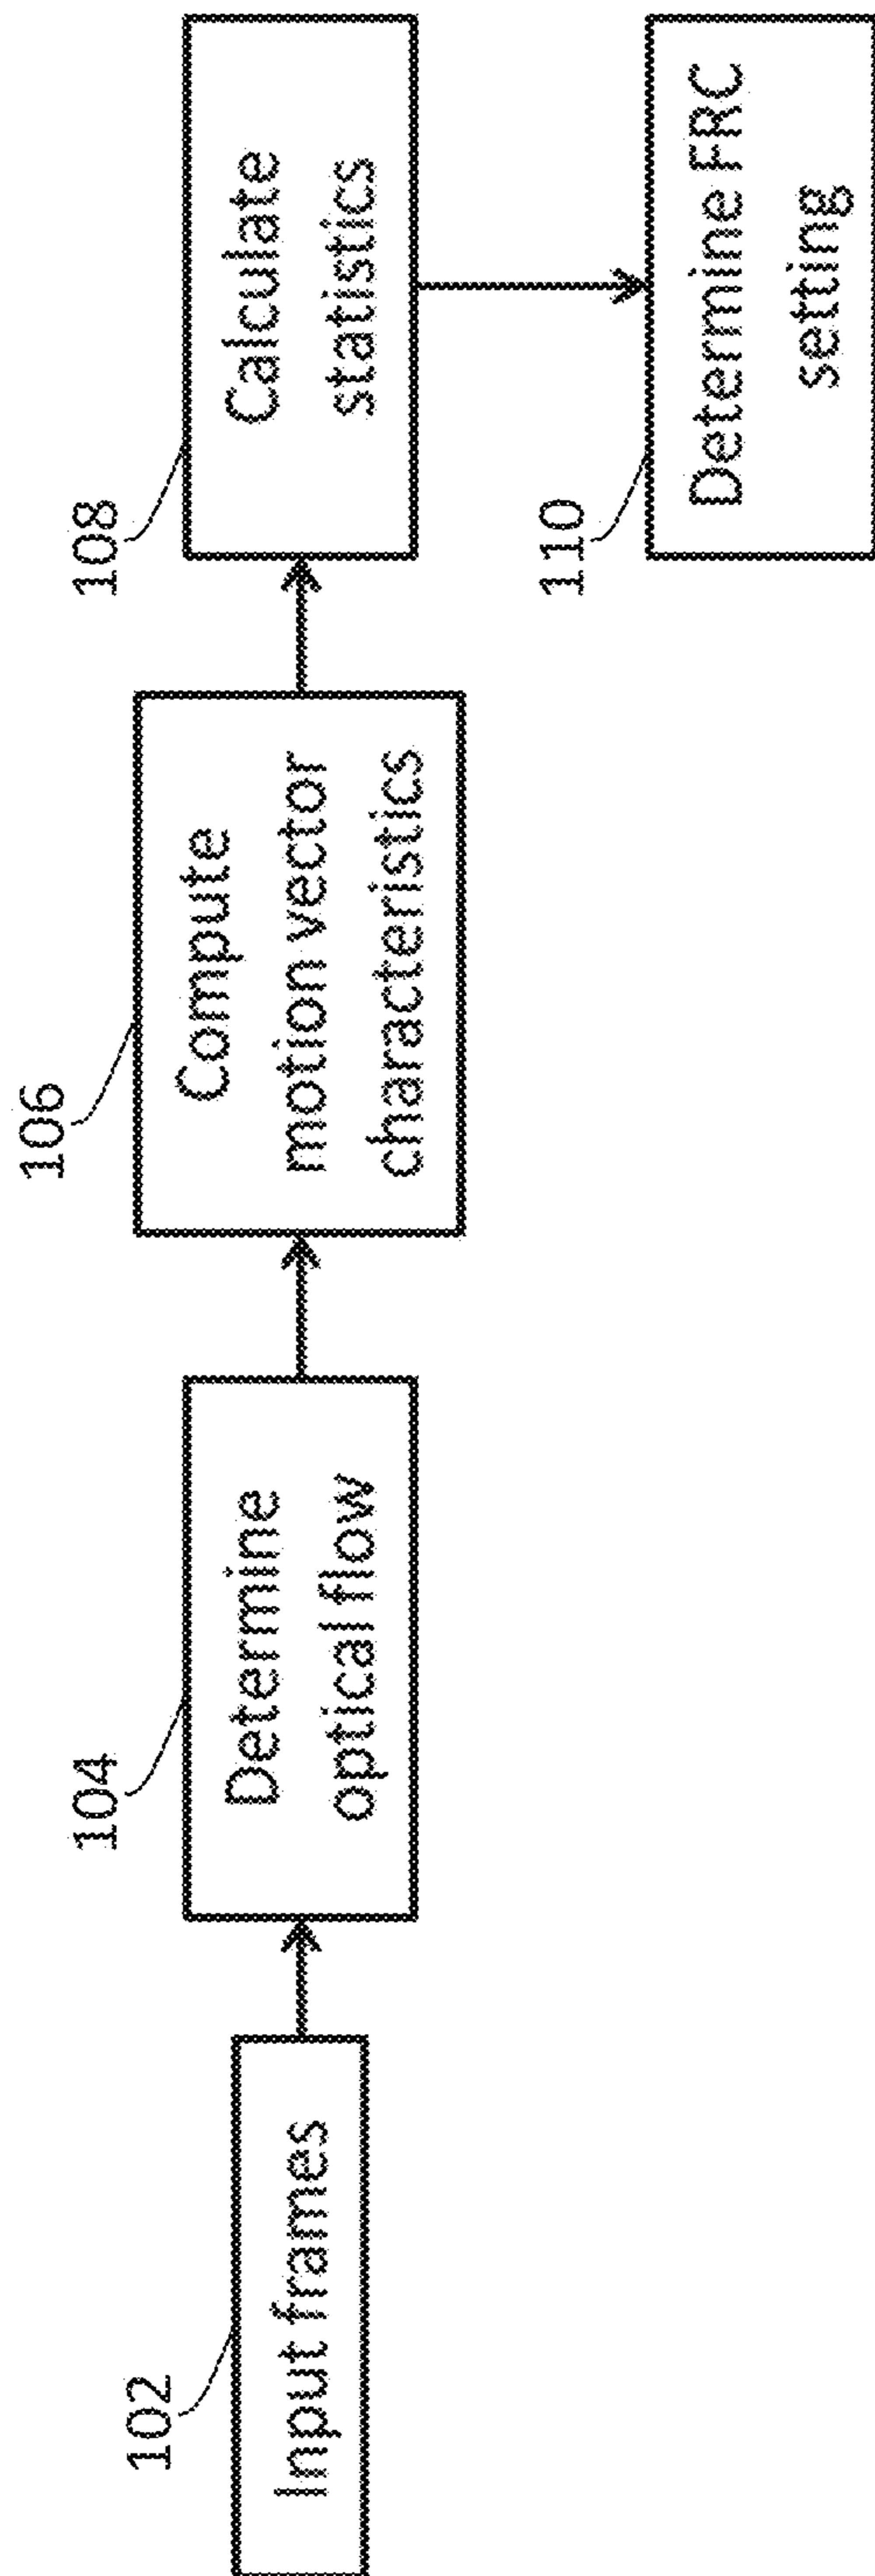 102
Input frames
104
Determine
optical flow
106
Compute
motion vector
characteristics
108
Calculate
statistics
110
Determine FRC
setting